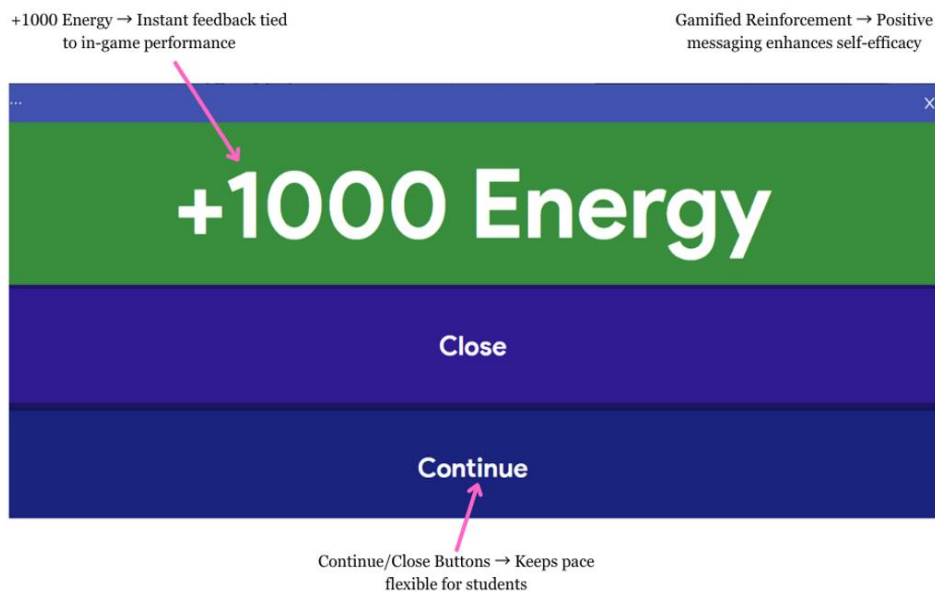 +1000 Energy → Instant feedback tied
to in-game performance
Gamified Reinforcement → Positive
messaging enhances self-efficacy
... X
+1000 Energy
Close
Continue
Continue/Close Buttons → Keeps pace
flexible for students